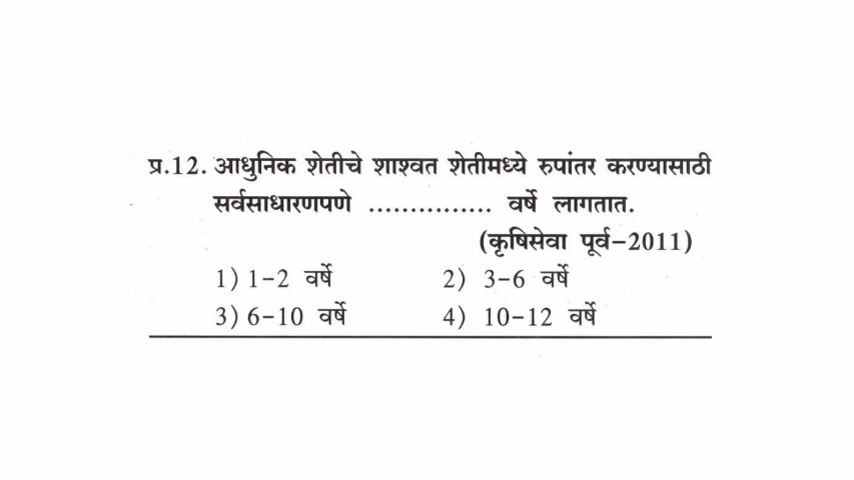 प्र.12. आधुनिक शेतीचे शाश्वत शेतीमध्ये रुपांतर करण्यासाठी
सर्वसाधारणपणे ............... वर्षे लागतात.
(कृषिसेवा पूर्व-2011)
1) 1-2 वर्षे 2) 3-6 वर्षे
3) 6-10 वर्षे 4) 10-12 वर्षे